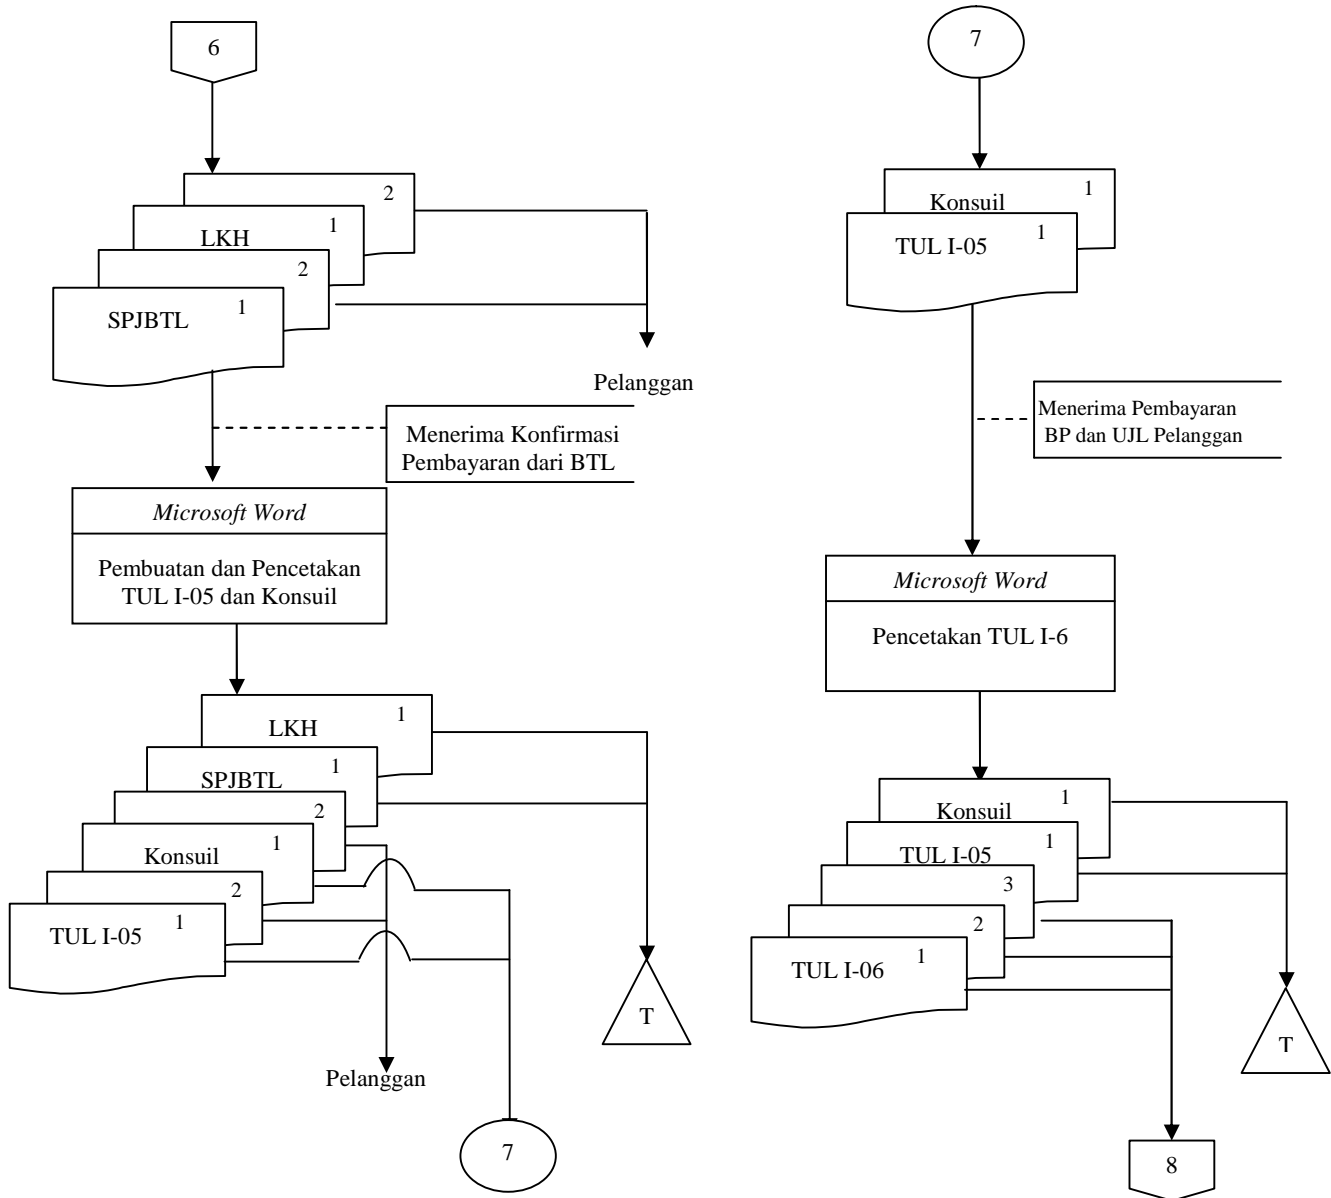 6
2
LKH 1
2
SPJBTL 1
Pelanggan
Menerima Konfirmasi
Pembayaran dari BTL
Microsoft Word
Pembuatan dan Pencetakan
TUL I-05 dan Konsuil
LKH 1
SPJBTL 1
2
Konsuil 1
2
TUL I-05 1
T
Pelanggan
7
7
Konsuil 1
TUL I-05 1
Menerima Pembayaran
BP dan UJL Pelanggan
Microsoft Word
Pencetakan TUL I-6
Konsuil 1
TUL I-05 1
3
2
TUL I-06 1
T
8